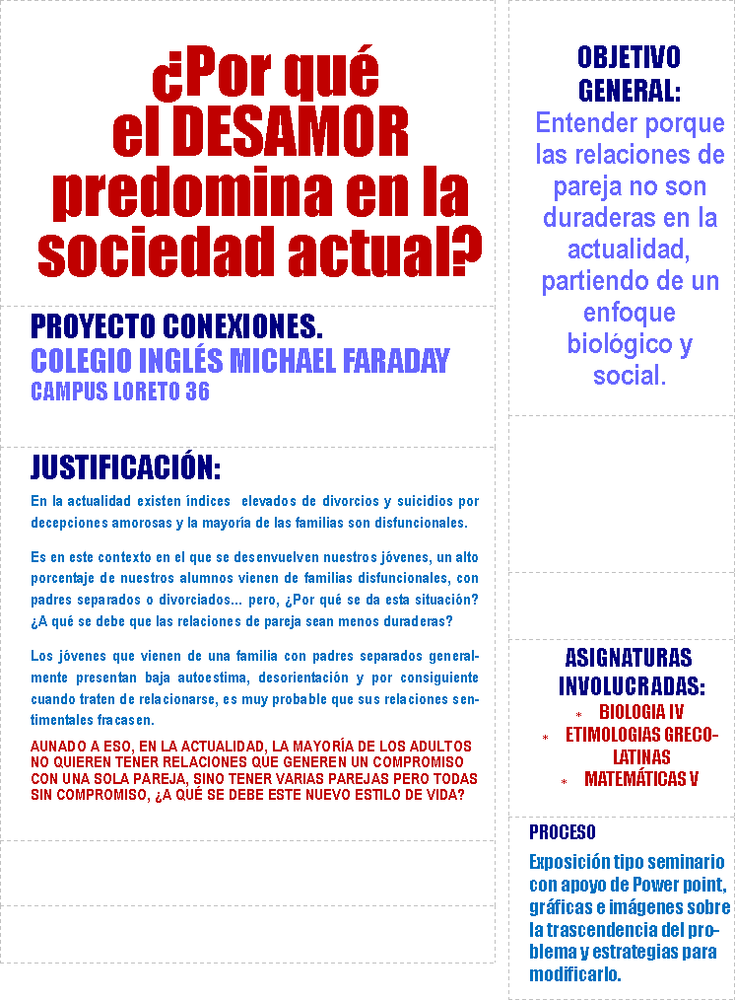 ¿Por qué
el DESAMOR
predomina en la
sociedad actual?
PROYECTO CONEXIONES.
COLEGIO INGLÉS MICHAEL FARADAY
CAMPUS LORETO 36
JUSTIFICACIÓN:
En la actualidad existen índices  elevados de divorcios y suicidios por
decepciones amorosas y la mayoría de las familias son disfuncionales.
Es en este contexto en el que se desenvuelven nuestros jóvenes, un alto
porcentaje de nuestros alumnos vienen de familias disfuncionales, con
padres separados o divorciados... pero, ¿Por qué se da esta situación?
¿A qué se debe que las relaciones de pareja sean menos duraderas?
Los jóvenes que vienen de una familia con padres separados general-
mente presentan baja autoestima, desorientación y por consiguiente
cuando traten de relacionarse, es muy probable que sus relaciones sen-
timentales fracasen.
AUNADO A ESO, EN LA ACTUALIDAD, LA MAYORÍA DE LOS ADULTOS
NO QUIEREN TENER RELACIONES QUE GENEREN UN COMPROMISO
CON UNA SOLA PAREJA, SINO TENER VARIAS PAREJAS PERO TODAS
SIN COMPROMISO, ¿A QUÉ SE DEBE ESTE NUEVO ESTILO DE VIDA?
OBJETIVO
GENERAL:
Entender porque
las relaciones de
pareja no son
duraderas en la
actualidad,
partiendo de un
enfoque
biológico y
social.
ASIGNATURAS
INVOLUCRADAS:
* BIOLOGIA IV
* ETIMOLOGIAS GRECO-
LATINAS
* MATEMÁTICAS V
PROCESO
Exposición tipo seminario
con apoyo de Power point,
gráficas e imágenes sobre
la trascendencia del pro-
blema y estrategias para
modificarlo.